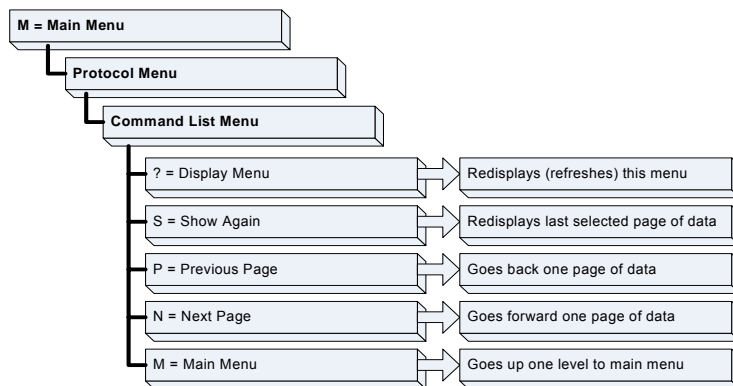 M = Main Menu
Protocol Menu
Command List Menu
? = Display Menu
Redisplays (refreshes) this menu
S = Show Again
Redisplays last selected page of data
P = Previous Page
Goes back one page of data
N = Next Page
Goes forward one page of data
M = Main Menu
Goes up one level to main menu